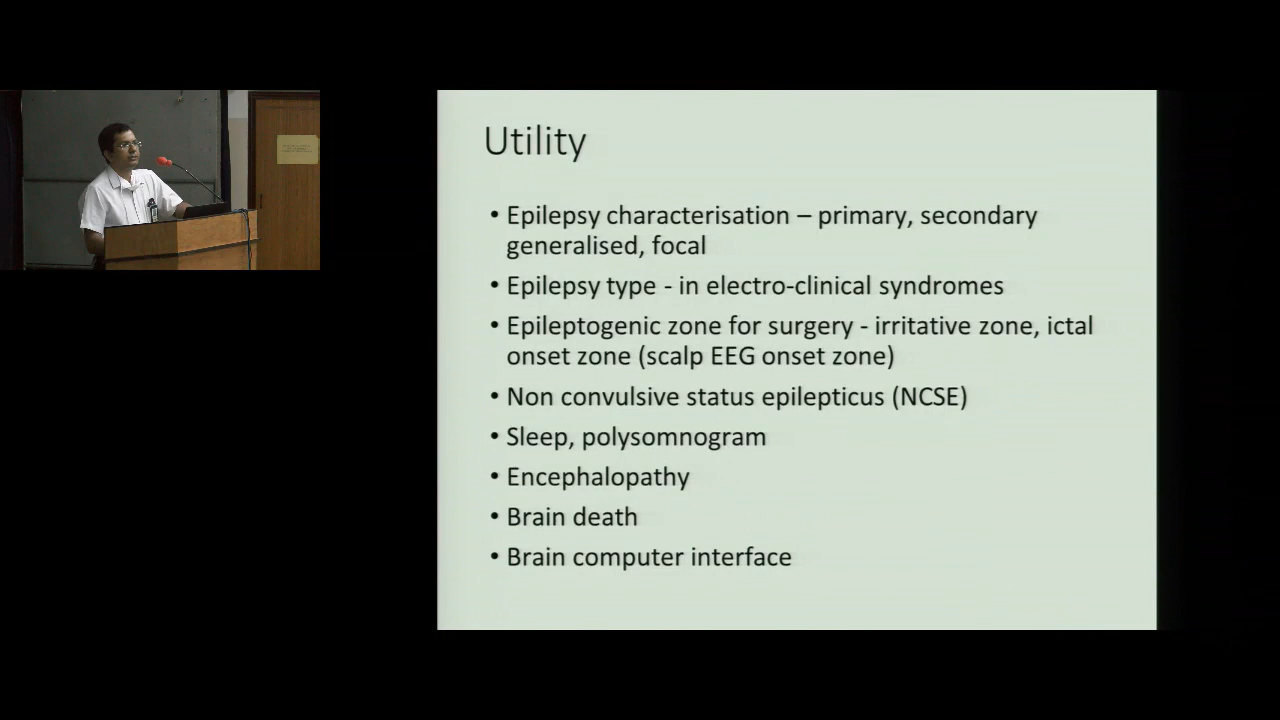 Utility
• Epilepsy characterisation – primary, secondary
generalised, focal
• Epilepsy type - in electro-clinical syndromes
• Epileptogenic zone for surgery - irritative zone, ictal
onset zone (scalp EEG onset zone)
• Non convulsive status epilepticus (NCSE)
• Sleep, polysomnogram
• Encephalopathy
• Brain death
• Brain computer interface